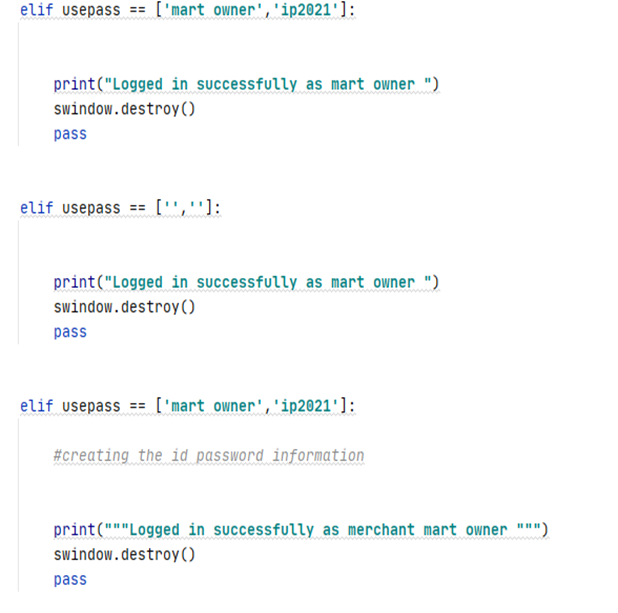 elif usepass == ['mart owner','ip2021']:
print("Logged in successfully as mart owner ")
swindow.destroy()
pass
elif usepass == ['','']:
print("Logged in successfully as mart owner ")
swindow.destroy()
pass
elif usepass == ['mart owner','ip2021']:
#creating the id password information
print("""Logged in successfully as merchant mart owner """)
swindow.destroy()
pass